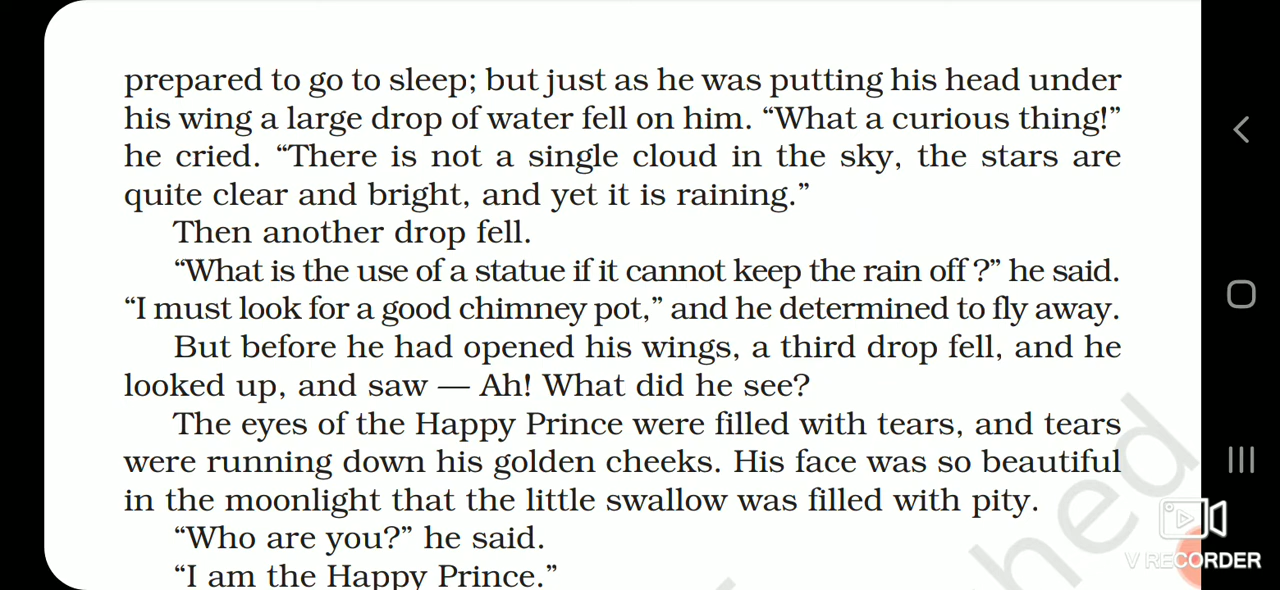 prepared to go to sleep; but just as he was putting his head under
his wing a large drop of water fell on him. “What a curious thing!”
he cried. “There is not a single cloud in the sky, the stars are
quite clear and bright, and yet it is raining.”
Then another drop fell.
“What is the use of a statue if it cannot keep the rain off?” he said.
“I must look for a good chimney pot,” and he determined to fly away.
But before he had opened his wings, a third drop fell, and he
looked up, and saw — Ah! What did he see?
The eyes of the Happy Prince were filled with tears, and tears
were running down his golden cheeks. His face was so beautiful
in the moonlight that the little swallow was filled with pity.
“Who are you?” he said.
“I am the Happy Prince.”
hed
V RECORDER